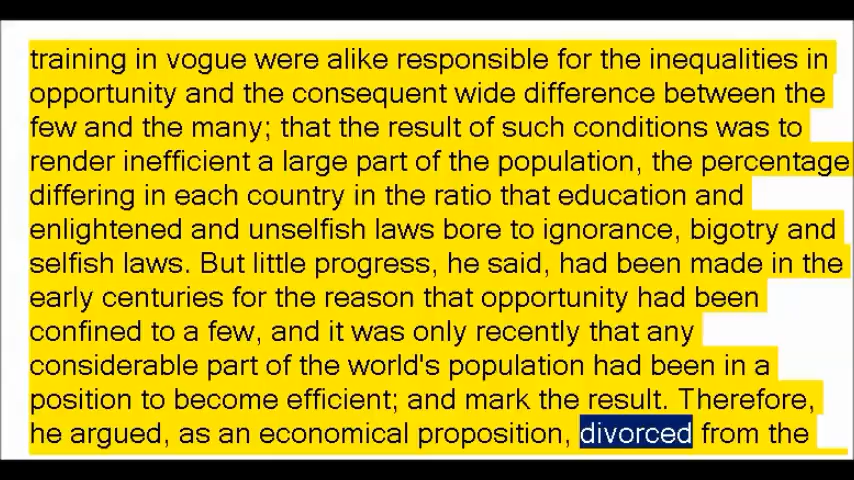 training in vogue were alike responsible for the inequalities in
opportunity and the consequent wide difference between the
few and the many; that the result of such conditions was to
render inefficient a large part of the population, the percentage
differing in each country in the ratio that education and
enlightened and unselfish laws bore to ignorance, bigotry and
selfish laws. But little progress, he said, had been made in the
early centuries for the reason that opportunity had been
confined to a few, and it was only recently that any
considerable part of the world's population had been in a
position to become efficient; and mark the result. Therefore,
he argued, as an economical proposition, divorced from the